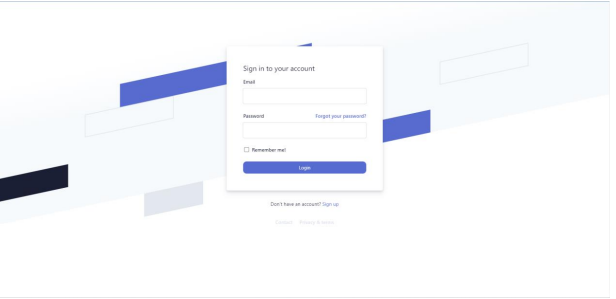 Sign in to your account
Email
Password Forgot your password?
Remember me!
Login
Don't have an account? Sign up
Contact Privacy & terms